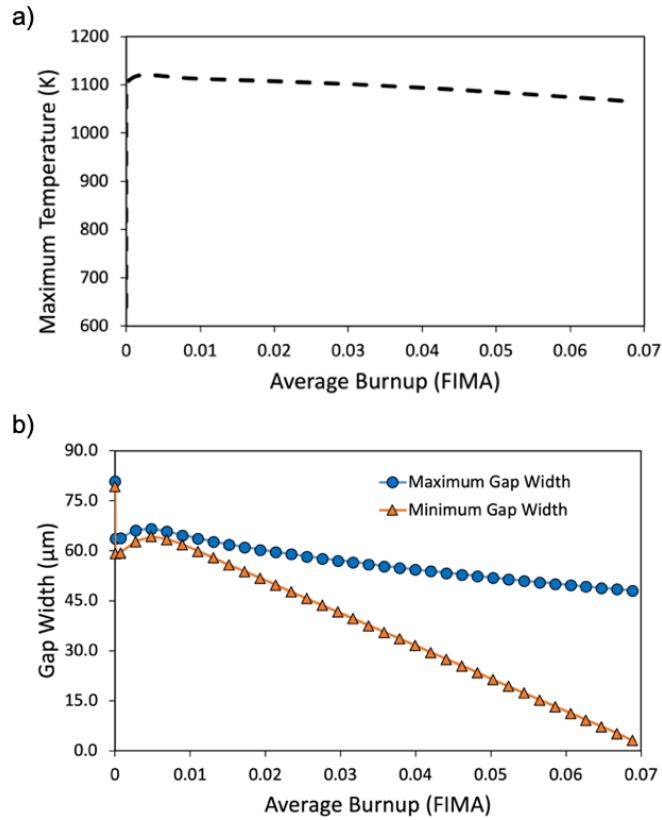 a)
1200
1100
1000
900
800
700
600
Maximum Temperature (K)
0 0.01 0.02 0.03 0.04 0.05 0.06 0.07
Average Burnup (FIMA)
b)
90.0
75.0
60.0
45.0
30.0
15.0
0.0
Gap Width (µm)
Maximum Gap Width
Minimum Gap Width
0 0.01 0.02 0.03 0.04 0.05 0.06 0.07
Average Burnup (FIMA)